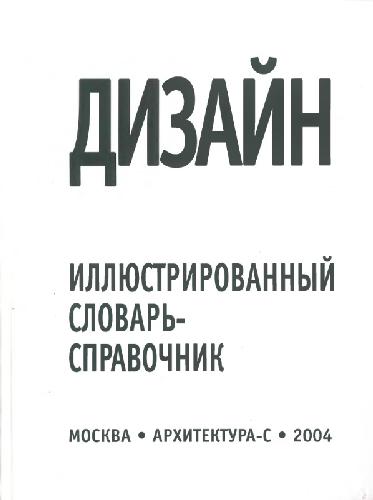 ДИЗАЙН
ИЛЛЮСТРИРОВАННЫЙ
СЛОВАРЬ-
СПРАВОЧНИК
МОСКВА • АРХИТЕКТУРА-С • 2004